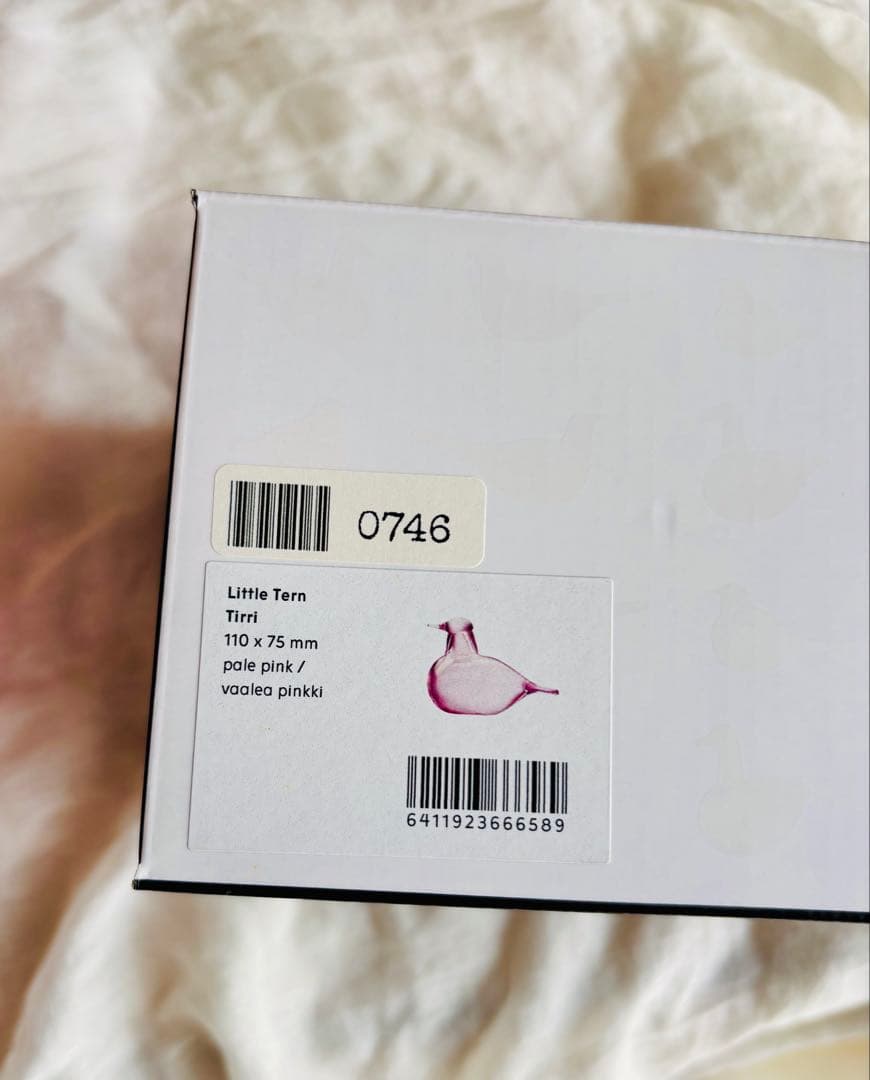 0746
Little Tern
Tirri
110 x 75 mm
pale pink /
vaalea pinkki
6411923666589